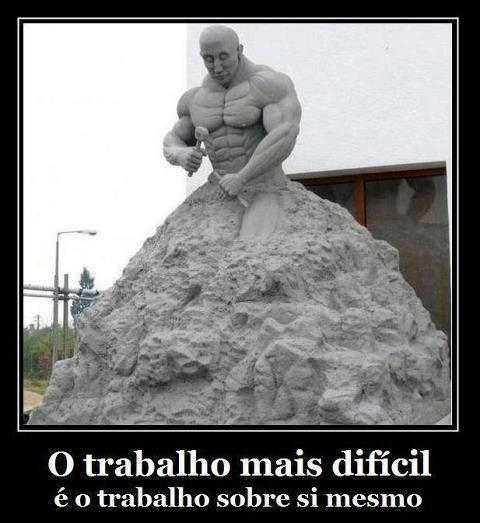 O trabalho mais difícil
é o trabalho sobre si mesmo